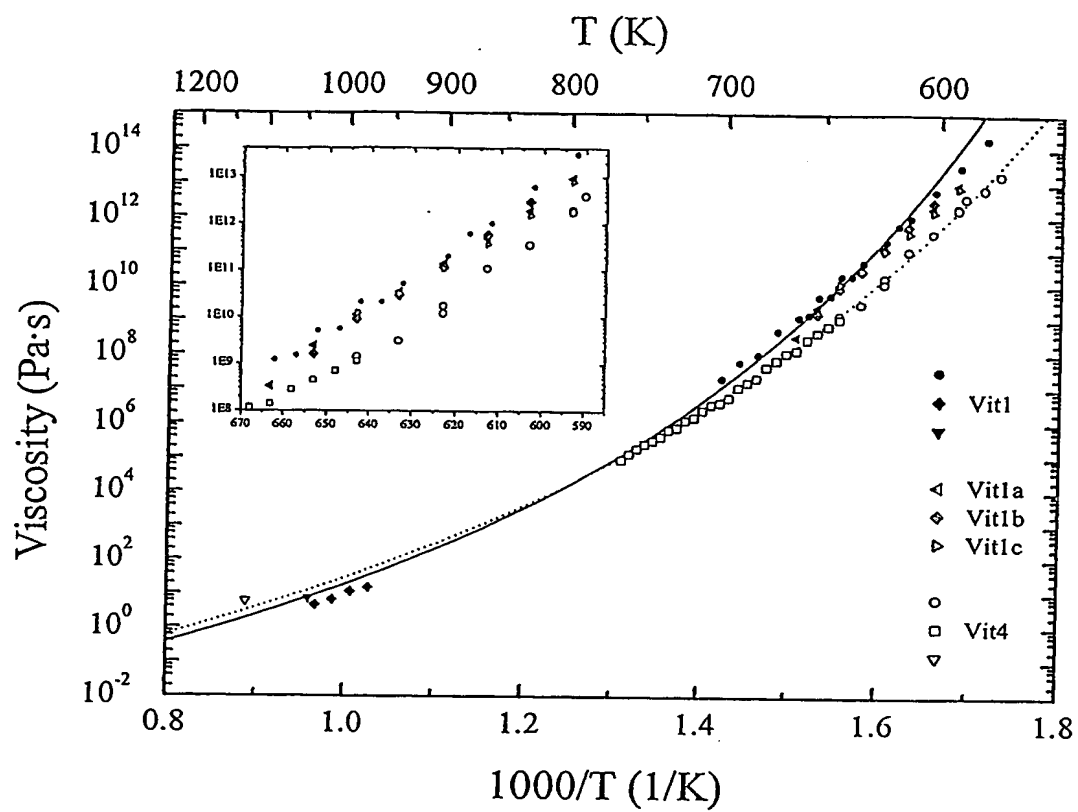 T (K)
1200 1000 900 800 700 600
10^14
10^12
10^10
10^8
10^6
10^4
10^2
10^0
10^-2
Viscosity (Pa·s)
1E13
1E12
1E11
1E10
1E9
1E8
670 660 650 640 630 620 610 600 590
Vit1
Vit1a
Vit1b
Vit1c
Vit4
0.8 1.0 1.2 1.4 1.6 1.8
1000/T (1/K)